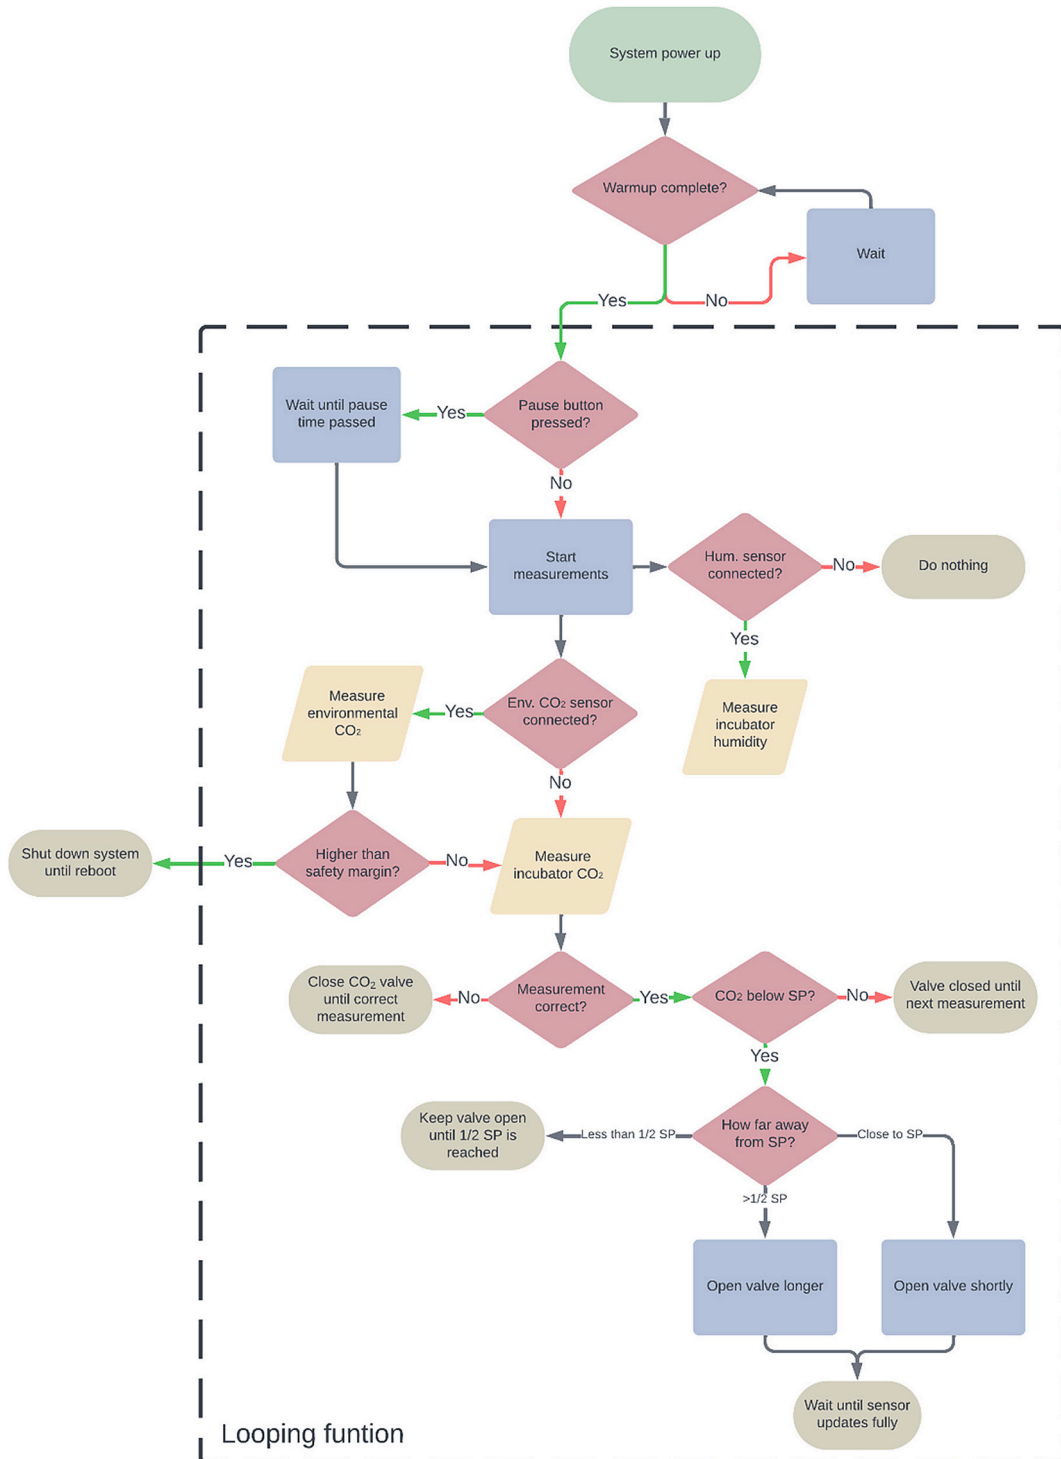 System power up
Warmup complete?
Wait
Yes
No
Wait until pause
time passed
Yes
Pause button
pressed?
No
Start
measurements
Hum. sensor
connected?
No
Do nothing
Yes
Measure
environmental
CO₂
Yes
Env. CO₂ sensor
connected?
Measure
incubator
humidity
No
Shut down system
until reboot
Yes
Higher than
safety margin?
No
Measure
incubator CO₂
Close CO₂ valve
until correct
measurement
No
Measurement
correct?
Yes
CO₂ below SP?
No
Valve closed until
next measurement
Yes
Keep valve open
until 1/2 SP is
reached
Less than 1/2 SP
How far away
from SP?
Close to SP
>1/2 SP
Open valve longer
Open valve shortly
Wait until sensor
updates fully
Looping funtion